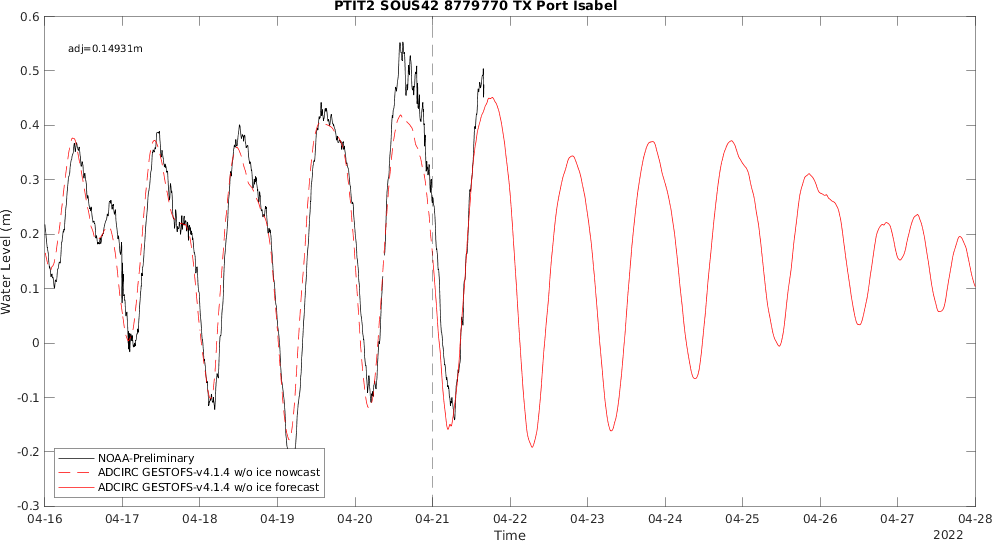 PTIT2 SOUS42 8779770 TX Port Isabel
adj=0.14931m
Water Level (m)
0.6
0.5
0.4
0.3
0.2
0.1
0
-0.1
-0.2
-0.3
NOAA-Preliminary
ADCIRC GESTOFS-v4.1.4 w/o ice nowcast
ADCIRC GESTOFS-v4.1.4 w/o ice forecast
04-16 04-17 04-18 04-19 04-20 04-21 04-22 04-23 04-24 04-25 04-26 04-27 04-28
Time
2022